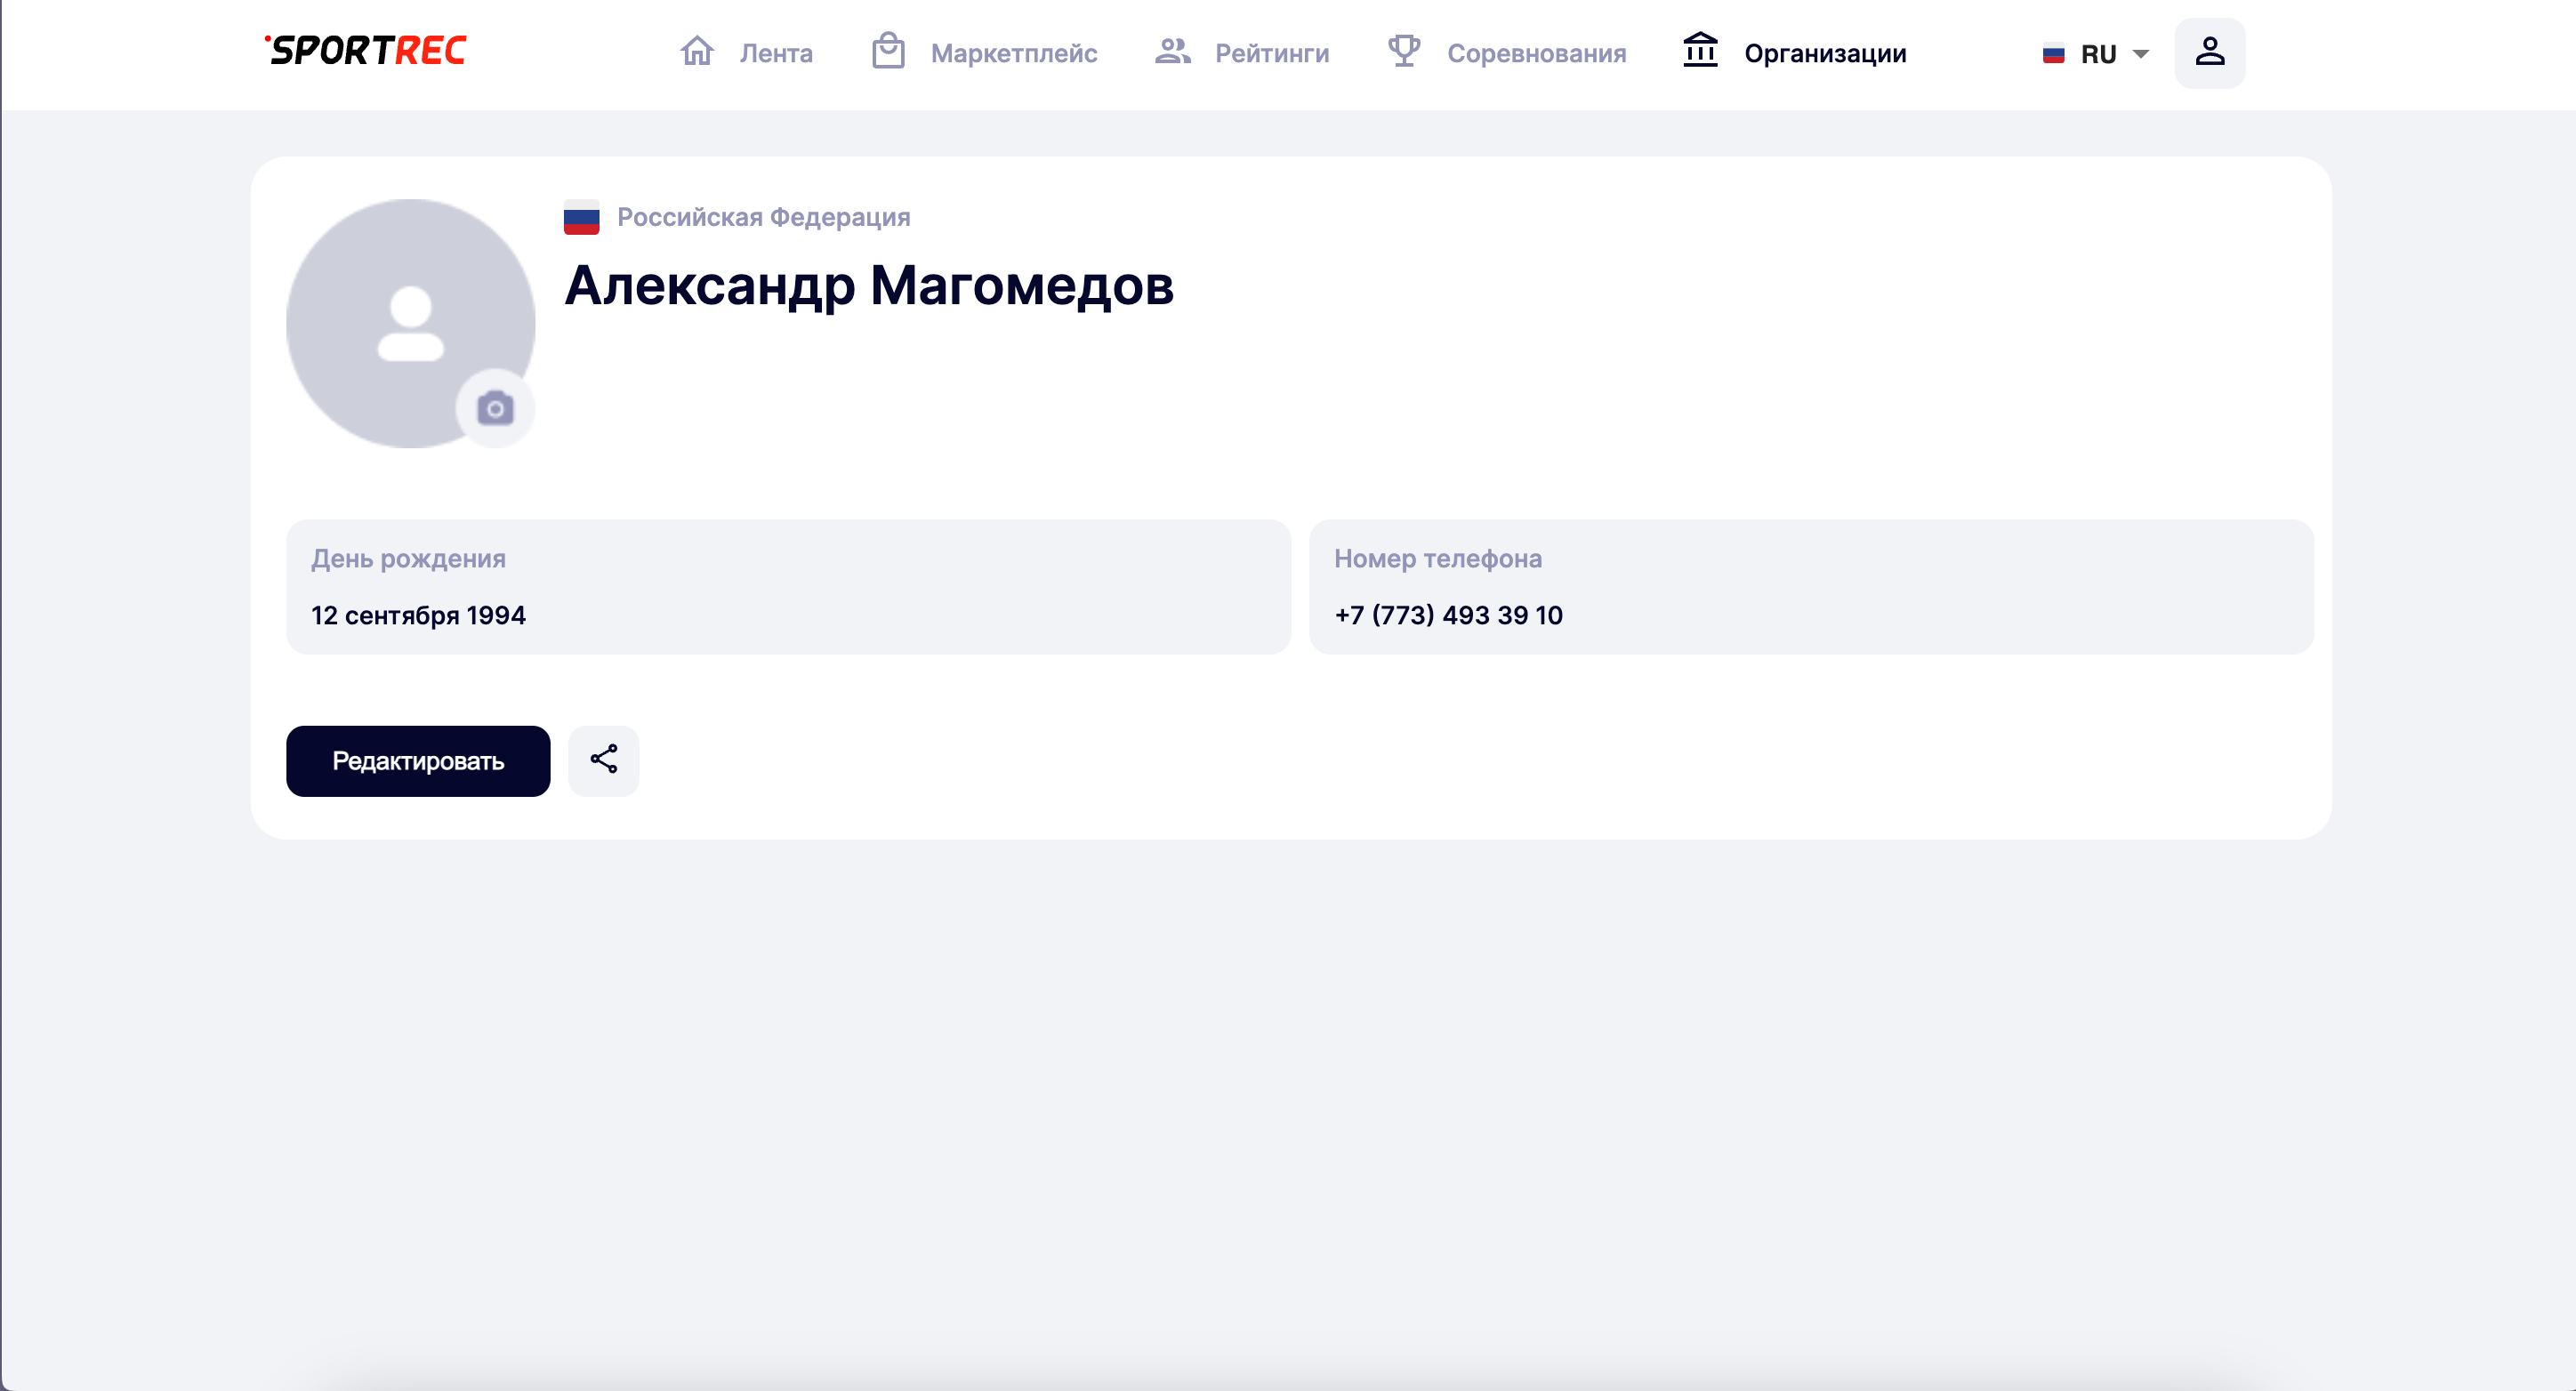 SPORTREC
Лента
Маркетплейс
Рейтинги
Соревнования
Организации
RU
Российская Федерация
Александр Магомедов
День рождения
12 сентября 1994
Номер телефона
+7 (773) 493 39 10
Редактировать